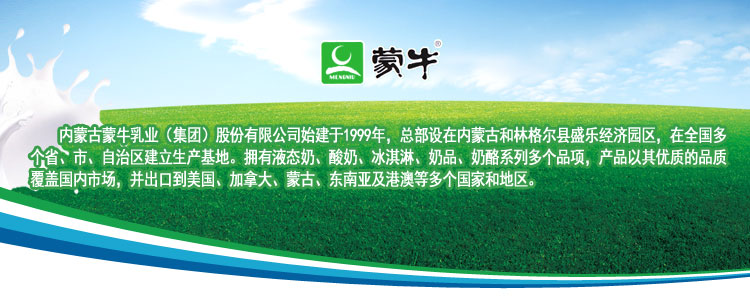 MENGNIU
蒙牛®
内蒙古蒙牛乳业（集团）股份有限公司始建于1999年，总部设在内蒙古和林格尔县盛乐经济园区，在全国多
个省、市、自治区建立生产基地。拥有液态奶、酸奶、冰淇淋、奶品、奶酪系列多个品项，产品以其优质的品质
覆盖国内市场，并出口到美国、加拿大、蒙古、东南亚及港澳等多个国家和地区。